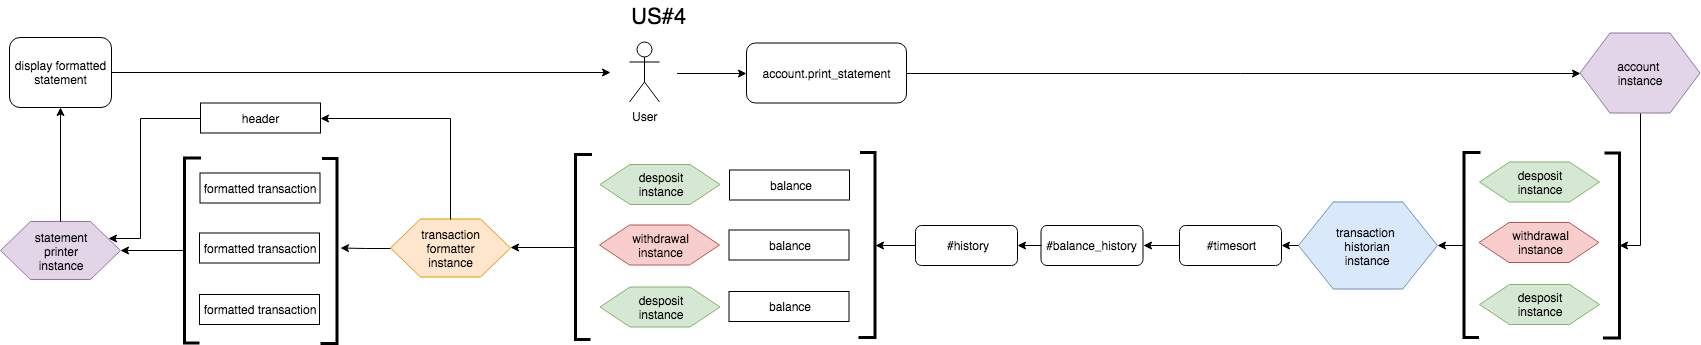 US#4
display formatted
statement
User
account.print_statement
account
instance
header
formatted transaction
formatted transaction
formatted transaction
statement
printer
instance
transaction
formatter
instance
desposit
instance
balance
withdrawal
instance
balance
desposit
instance
balance
#history
#balance_history
#timesort
transaction
historian
instance
desposit
instance
withdrawal
instance
desposit
instance